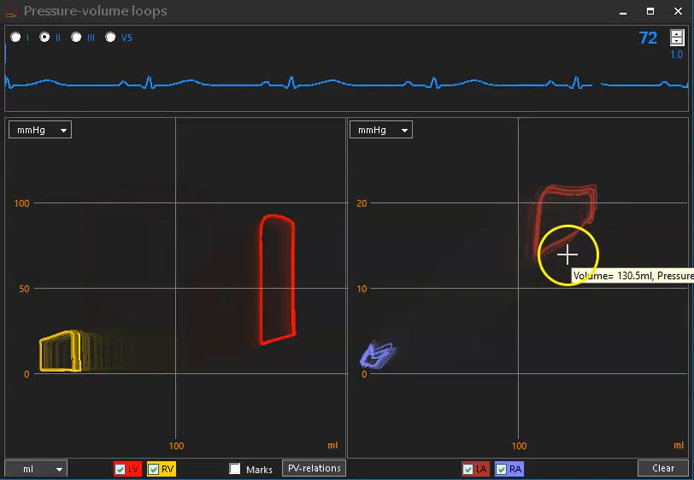 Pressure-volume loops
I II III V5
72
1.0
mmHg
mmHg
100
50
0
100
ml
20
10
0
100
ml
Volume= 130.5ml, Pressure
ml
LV
RV
Marks
PV-relations
LA
RA
Clear